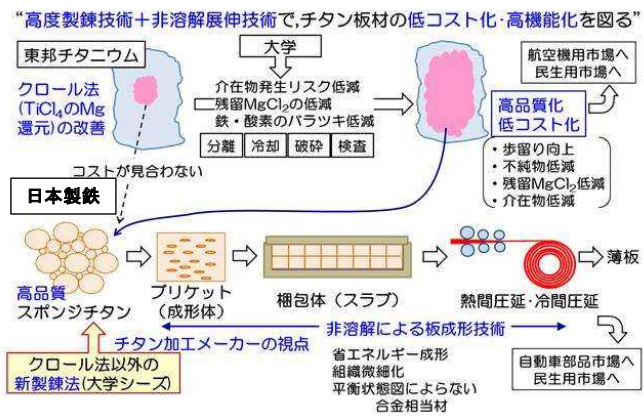 “高度製錬技術＋非溶解展伸技術で,チタン板材の低コスト化・高機能化を図る”
東邦チタニウム
クロール法
(TiCl4のMg
還元)の改善
大学
介在物発生リスク低減
残留MgCl2の低減
鉄・酸素のバラツキ低減
分離 冷却 破砕 検査
航空機用市場へ
民生用市場へ
高品質化
低コスト化
・歩留り向上
・不純物低減
・残留MgCl2低減
・介在物低減
コストが見合わない
日本製鉄
高品質
スポンジチタン
ブリケット
(成形体)
梱包体(スラブ)
熱間圧延・冷間圧延
薄板
チタン加工メーカーの視点
非溶解による板成形技術
クロール法以外の
新製錬法(大学シーズ)
省エネルギー成形
組織微細化
平衡状態図によらない
合金相当材
自動車部品市場へ
民生用市場へ